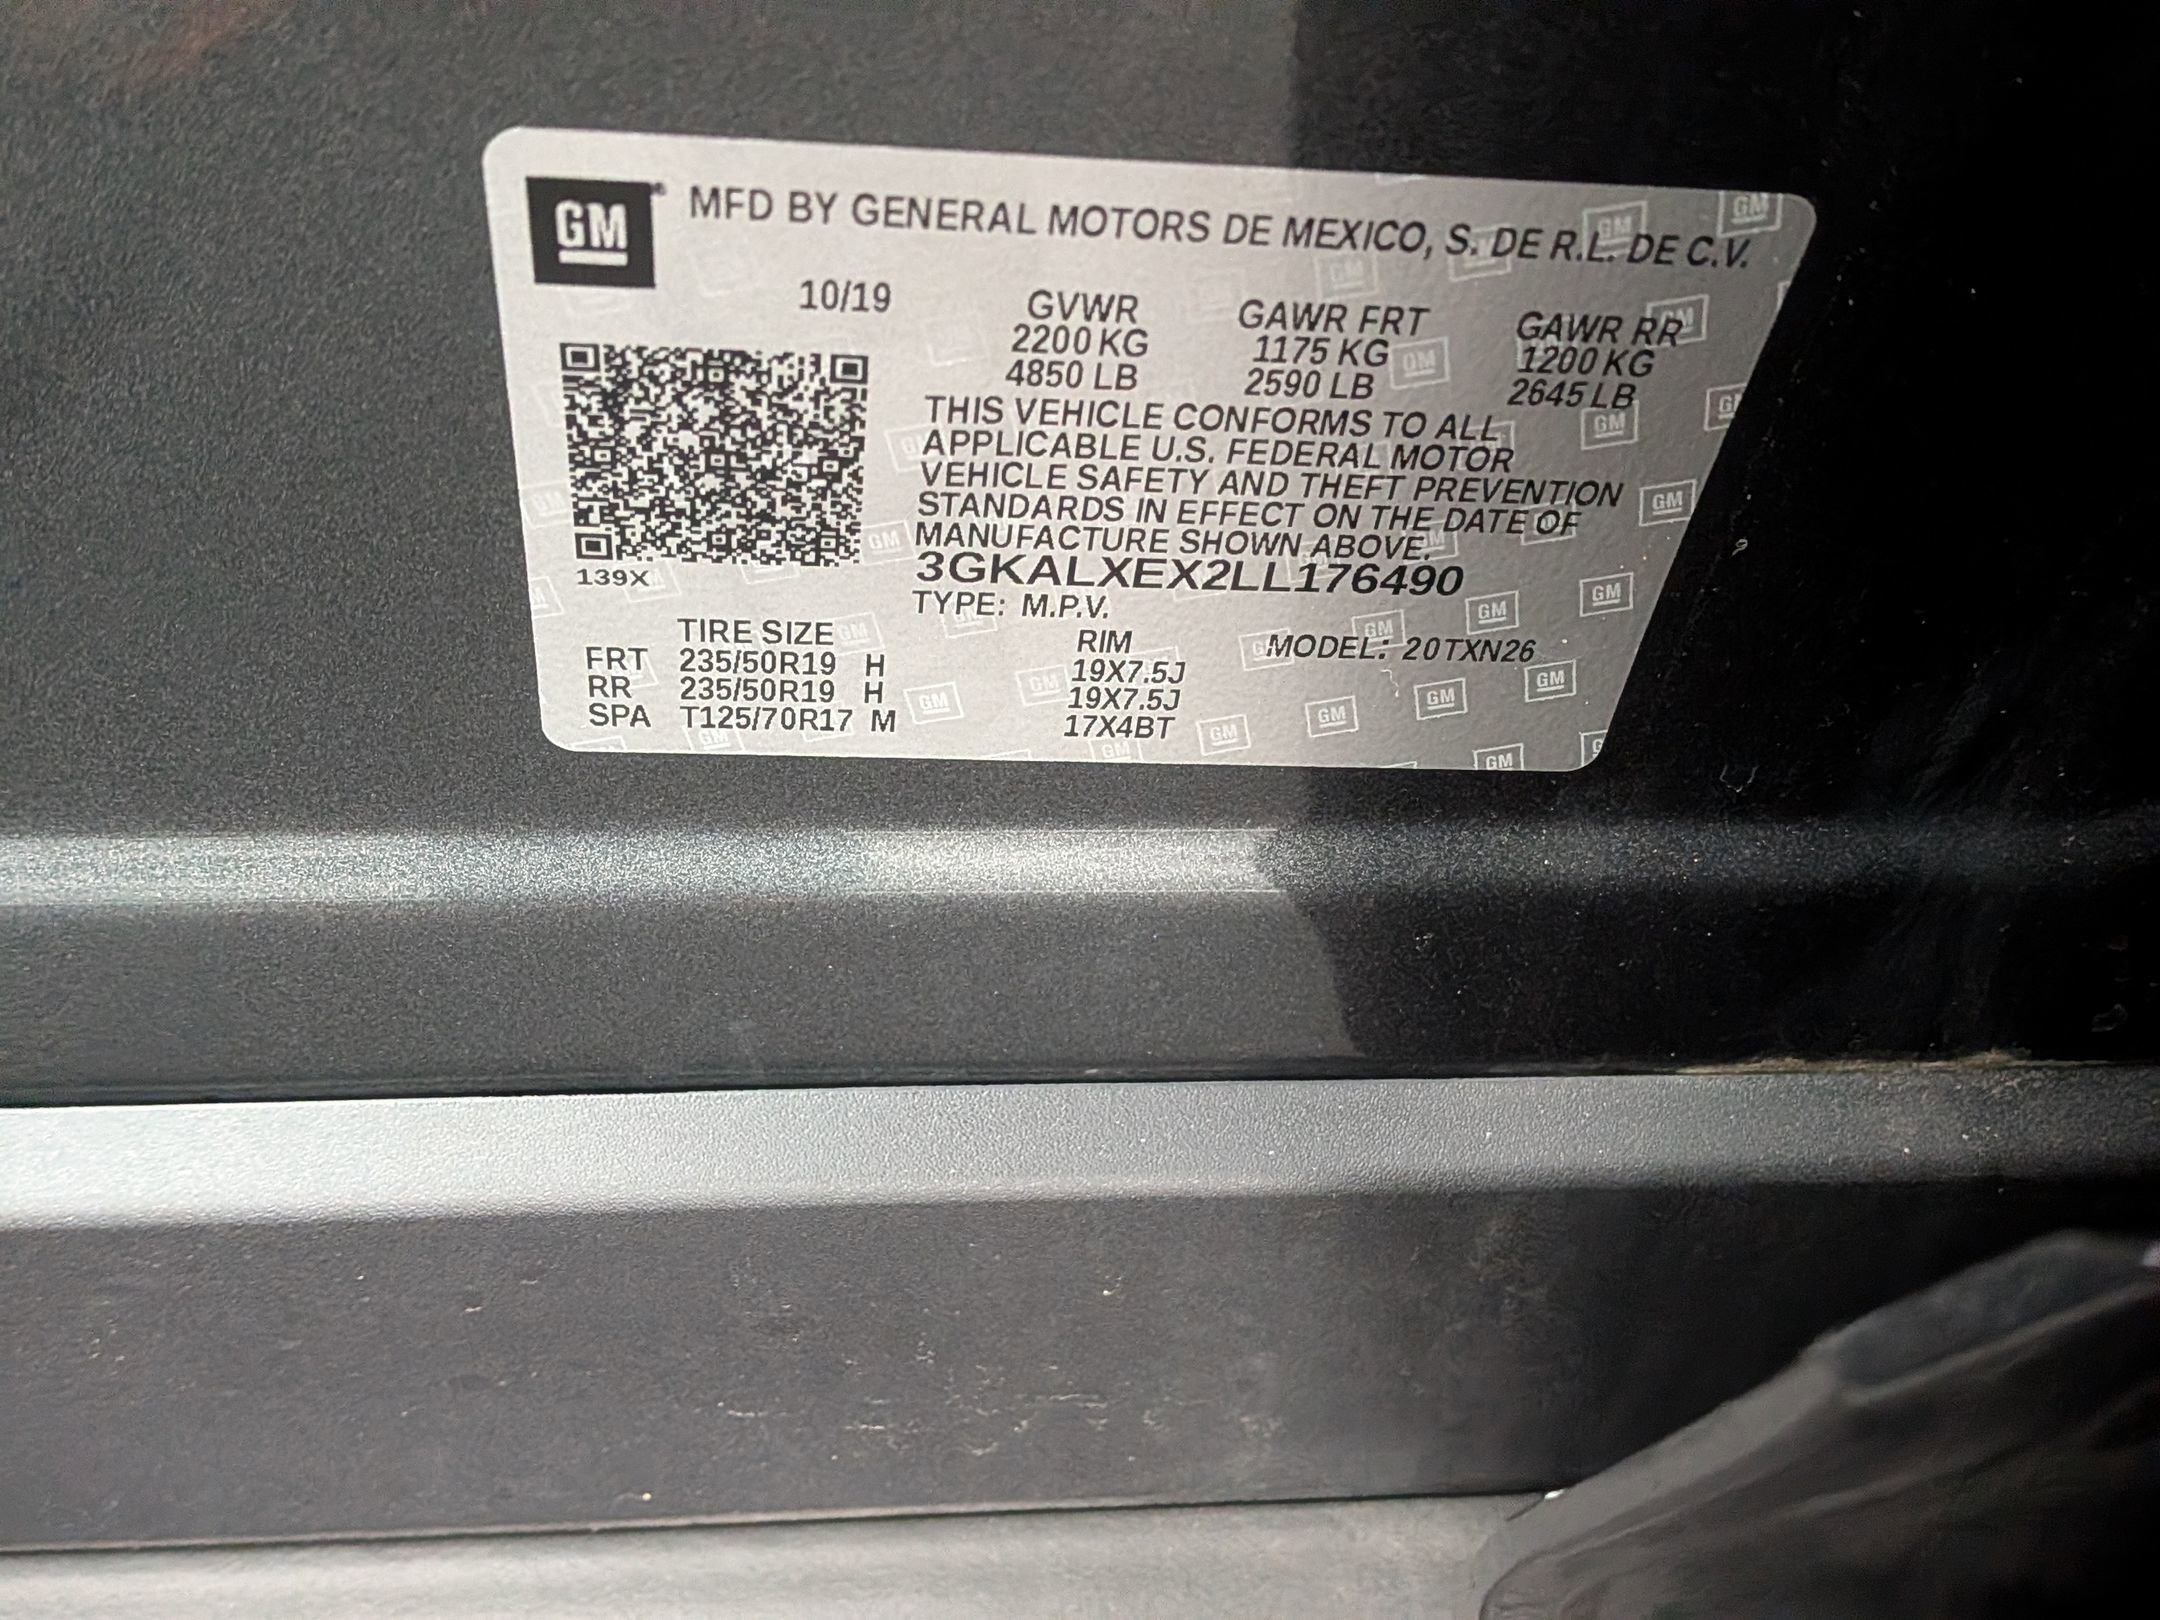 GM MFD BY GENERAL MOTORS DE MEXICO, S. DE R.L. DE C.V.
10/19 GVWR GAWR FRT GAWR RR
2200 KG 1175 KG 1200 KG
4850 LB 2590 LB 2645 LB
THIS VEHICLE CONFORMS TO ALL
APPLICABLE U.S. FEDERAL MOTOR
VEHICLE SAFETY AND THEFT PREVENTION
STANDARDS IN EFFECT ON THE DATE OF
MANUFACTURE SHOWN ABOVE.
139X 3GKALXEX2LL176490
TYPE: M.P.V.
TIRE SIZE RIM MODEL: 20TXN26
FRT 235/50R19 H 19X7.5J
RR 235/50R19 H 19X7.5J
SPA T125/70R17 M 17X4BT